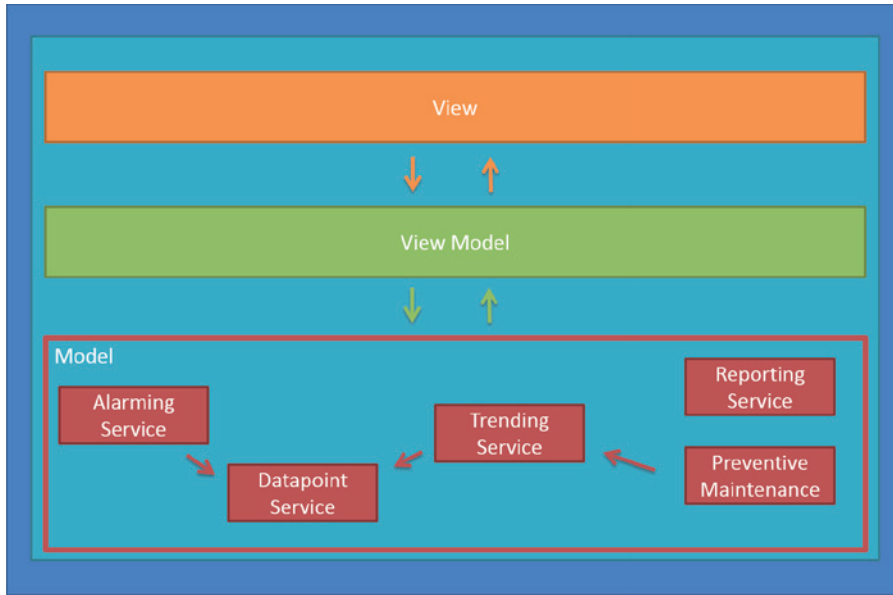 View
View Model
Model
Alarming
Service
Datapoint
Service
Trending
Service
Reporting
Service
Preventive
Maintenance